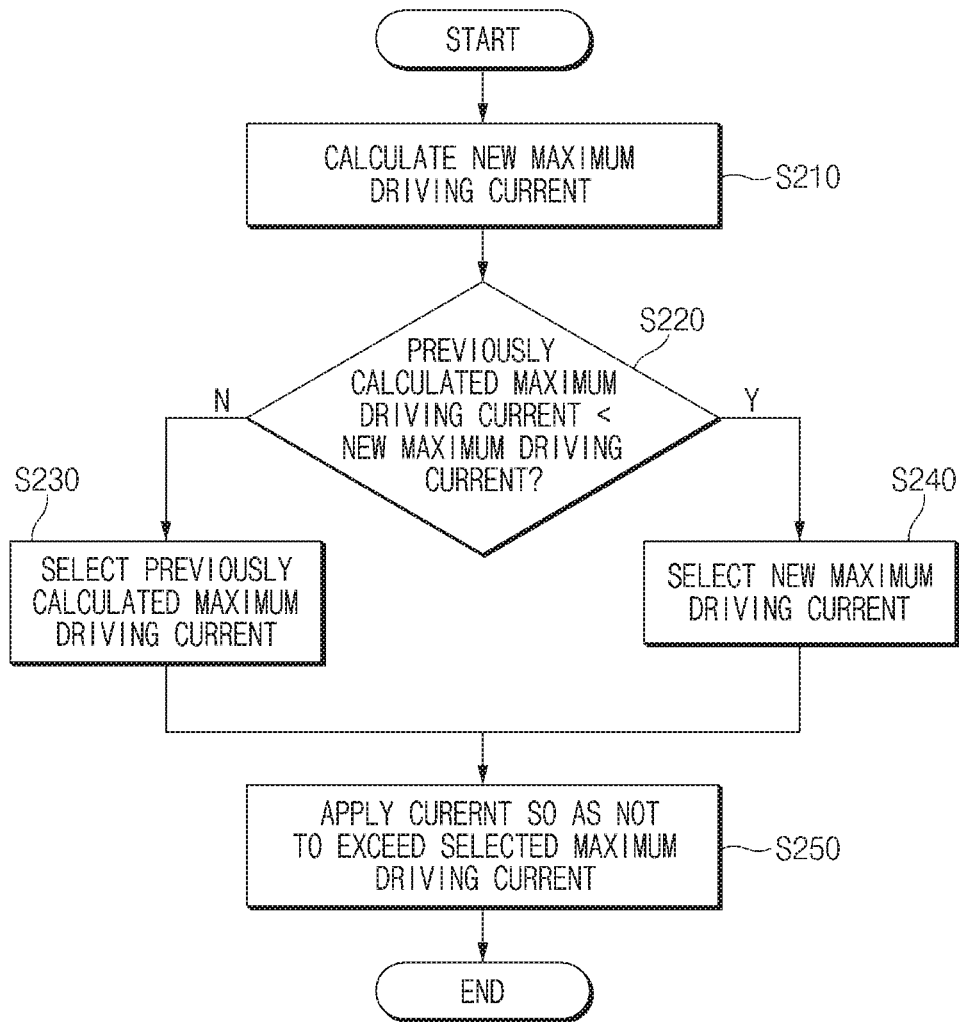 START
CALCULATE NEW MAXIMUM
DRIVING CURRENT
S210
S220
PREVIOUSLY
CALCULATED MAXIMUM
DRIVING CURRENT <
NEW MAXIMUM DRIVING
CURRENT?
N
Y
S230
SELECT PREVIOUSLY
CALCULATED MAXIMUM
DRIVING CURRENT
S240
SELECT NEW MAXIMUM
DRIVING CURRENT
APPLY CURERNT SO AS NOT
TO EXCEED SELECTED MAXIMUM
DRIVING CURRENT
S250
END